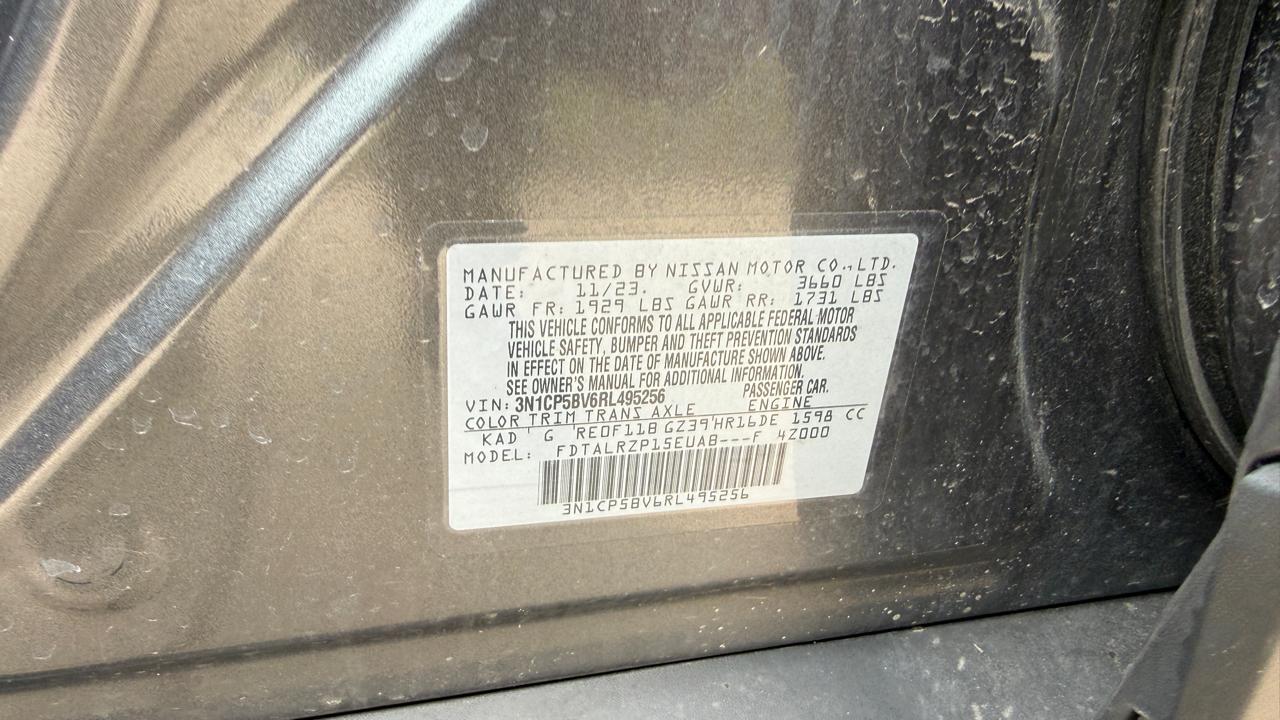 MANUFACTURED BY NISSAN MOTOR CO., LTD.
DATE: 11/23. GVWR: 3660 LBS
GAWR FR: 1929 LBS GAWR RR: 1731 LBS
THIS VEHICLE CONFORMS TO ALL APPLICABLE FEDERAL MOTOR
VEHICLE SAFETY, BUMPER AND THEFT PREVENTION STANDARDS
IN EFFECT ON THE DATE OF MANUFACTURE SHOWN ABOVE.
SEE OWNER'S MANUAL FOR ADDITIONAL INFORMATION.
VIN: 3N1CP5BV6RL495256 PASSENGER CAR.
COLOR TRIM TRANS AXLE ENGINE
KAD G RE0F11B GZ39 HR16DE 1598 CC
MODEL: FDTALRZP15EUAB---F 4Z000
3N1CP5BV6RL495256